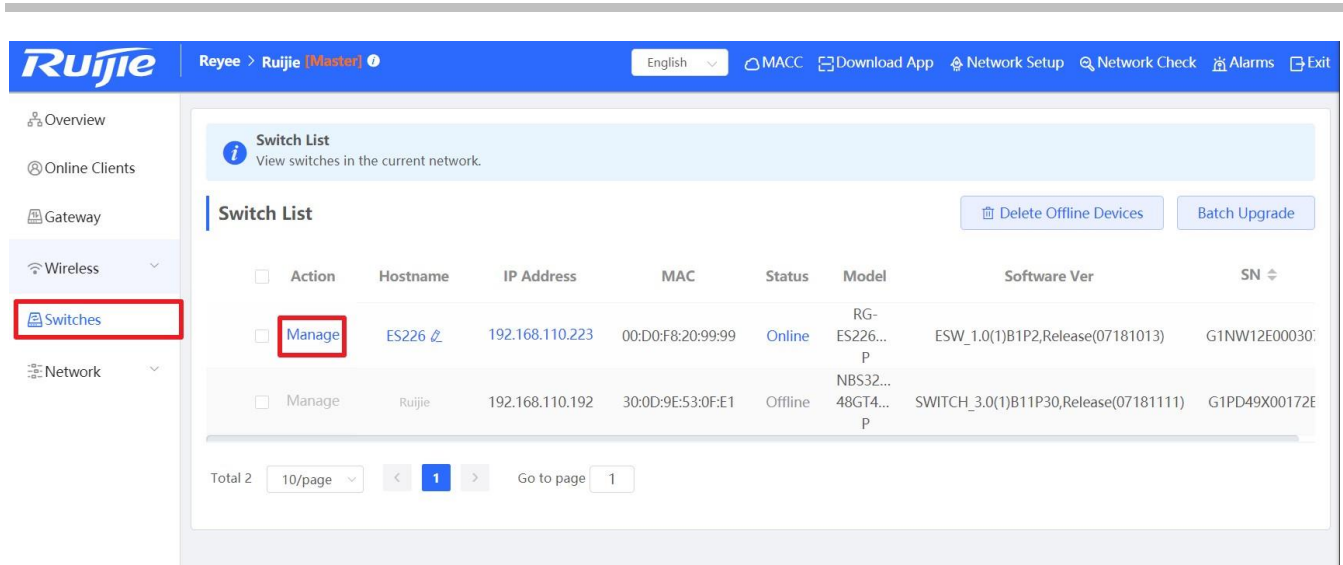 Ruijie
Reyee > Ruijie [Master]
English
MACC
Download App
Network Setup
Network Check
Alarms
Exit
Overview
Online Clients
Gateway
Wireless
Switches
Network
Switch List
View switches in the current network.
Switch List
Delete Offline Devices
Batch Upgrade
Action Hostname IP Address MAC Status Model Software Ver SN
Manage ES226 192.168.110.223 00:D0:F8:20:99:99 Online RG-ES226...P ESW_1.0(1)B1P2,Release(07181013) G1NW12E000307
Manage Ruijie 192.168.110.192 30:0D:9E:53:0F:E1 Offline NBS32...48GT4...P SWITCH_3.0(1)B11P30,Release(07181111) G1PD49X00172E
Total 2 10/page < 1 > Go to page 1